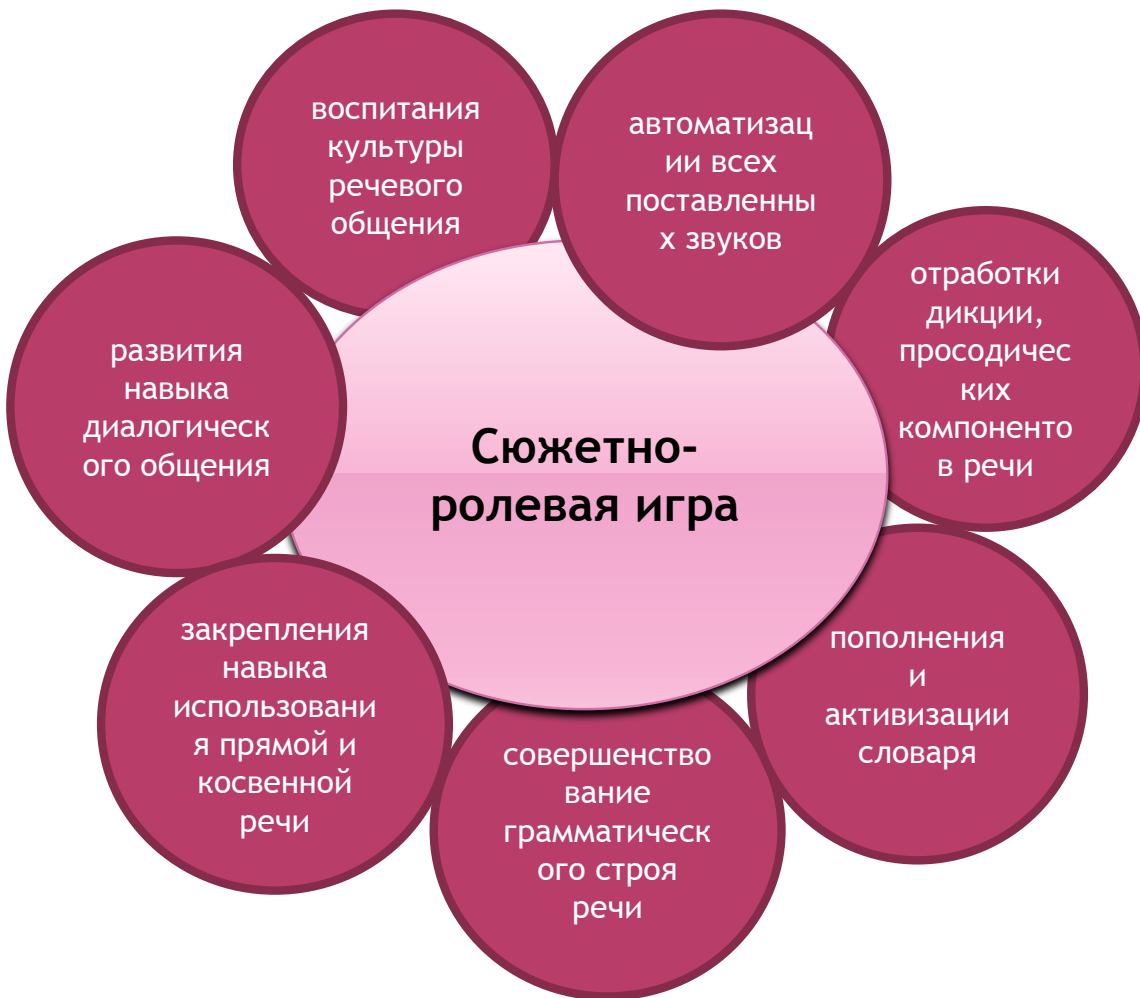 воспитания
культуры
речевого
общения
автоматизац
ии всех
поставленны
х звуков
отработки
дикции,
просодичес
ких
компоненто
в речи
развития
навыка
диалогическ
ого общения
Сюжетно-
ролевая игра
закрепления
навыка
использовани
я прямой и
косвенной
речи
совершенство
вание
грамматическ
ого строя
речи
пополнения
и
активизации
словаря